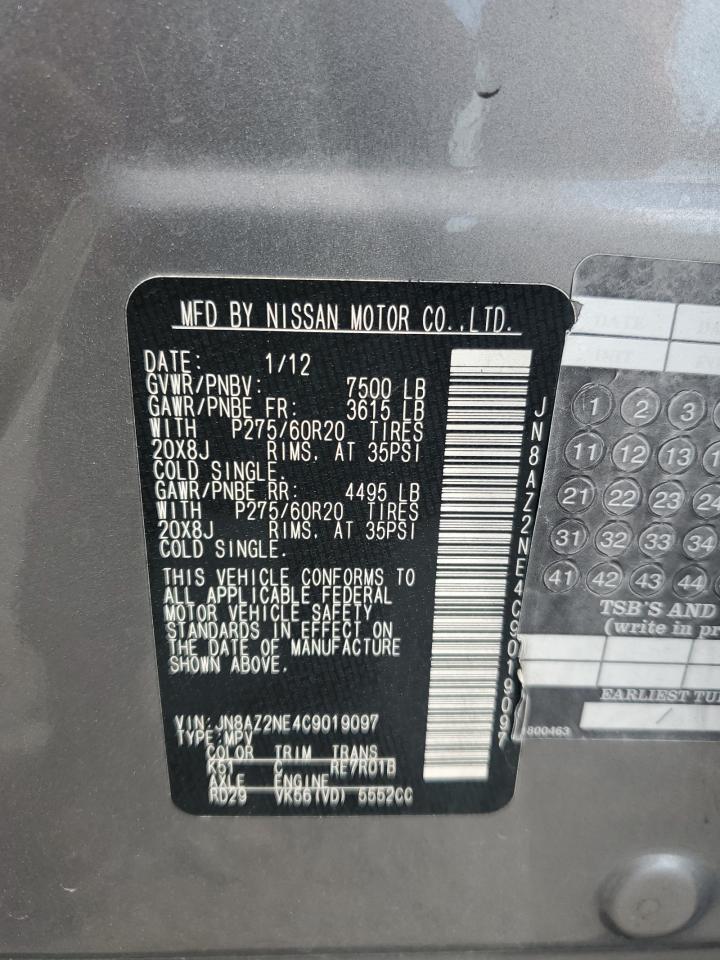 MFD BY NISSAN MOTOR CO.,LTD.
DATE: 1/12
GVWR/PNBV: 7500 LB
GAWR/PNBE FR: 3615 LB
WITH P275/60R20 TIRES
20X8J RIMS. AT 35PSI
COLD SINGLE.
GAWR/PNBE RR: 4495 LB
WITH P275/60R20 TIRES
20X8J RIMS. AT 35PSI
COLD SINGLE.
THIS VEHICLE CONFORMS TO
ALL APPLICABLE FEDERAL
MOTOR VEHICLE SAFETY
STANDARDS IN EFFECT ON
THE DATE OF MANUFACTURE
SHOWN ABOVE.
VIN:JN8AZ2NE4C9019097
TYPE:MPV
COLOR TRIM TRANS
K51 C RE7R01B
AXLE ENGINE
RD29 VK56(VD) 5552CC
JN8AZ2NE4C9019097
DATE
INIT
1 2 3
11 12 13
21 22 23 24
31 32 33 34
41 42 43 44
TSB'S AND
(write in
EARLIEST
/
800463